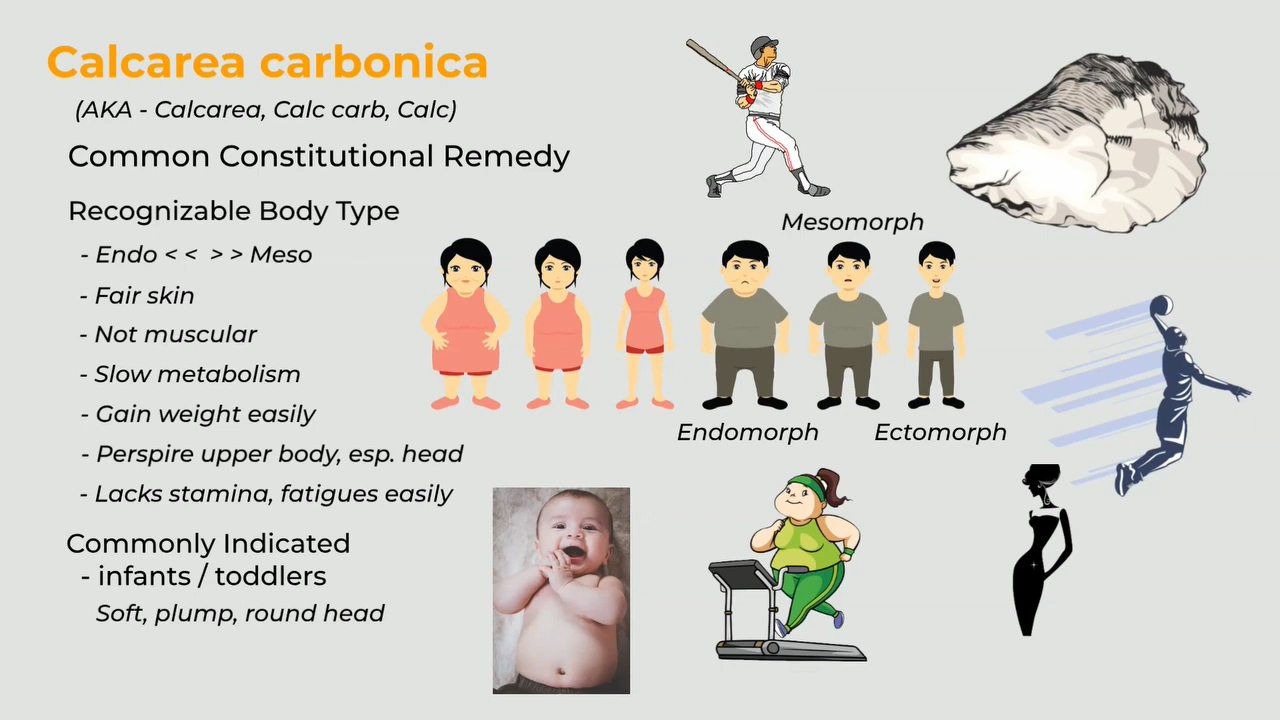 Calcarea carbonica
(AKA - Calcarea, Calc carb, Calc)
Common Constitutional Remedy
Recognizable Body Type
- Endo < <  > > Meso
- Fair skin
- Not muscular
- Slow metabolism
- Gain weight easily
- Perspire upper body, esp. head
- Lacks stamina, fatigues easily
Commonly Indicated
- infants / toddlers
Soft, plump, round head
Mesomorph
Endomorph
Ectomorph